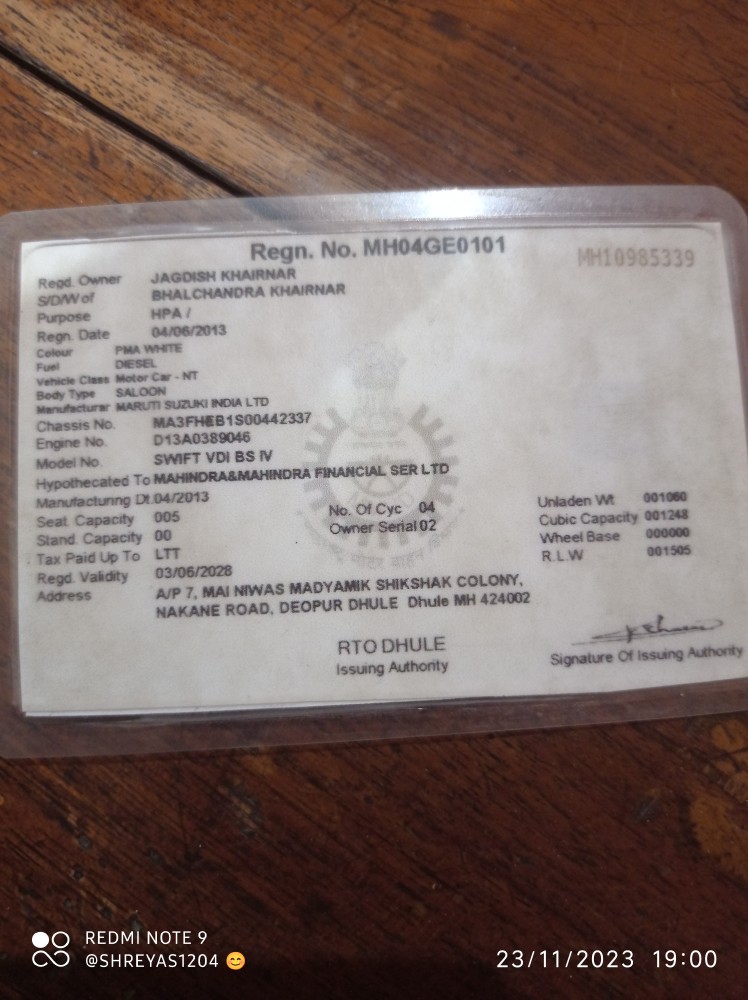 Regn. No. MH04GE0101
MH10985339
Regd. Owner JAGDISH KHAIRNAR
S/D/W of BHALCHANDRA KHAIRNAR
Purpose HPA /
Regn. Date 04/06/2013
Colour PMA WHITE
Fuel DIESEL
Vehicle Class Motor Car - NT
Body Type SALOON
Manufacturar MARUTI SUZUKI INDIA LTD
Chassis No. MA3FHEB1S00442337
Engine No. D13A0389046
Model No. SWIFT VDI BS IV
Hypothecated To MAHINDRA&MAHINDRA FINANCIAL SER LTD
Manufacturing Dt. 04/2013
Seat. Capacity 005 No. Of Cyc 04 Unladen Wt 001060
Stand. Capacity 00 Owner Serial 02 Cubic Capacity 001248
Tax Paid Up To LTT Wheel Base 000000
Regd. Validity 03/06/2028 R.L.W 001505
Address A/P 7, MAI NIWAS MADYAMIK SHIKSHAK COLONY,
NAKANE ROAD, DEOPUR DHULE Dhule MH 424002
RTO DHULE
Issuing Authority
Signature Of Issuing Authority
REDMI NOTE 9
@SHREYAS1204 😊
23/11/2023 19:00